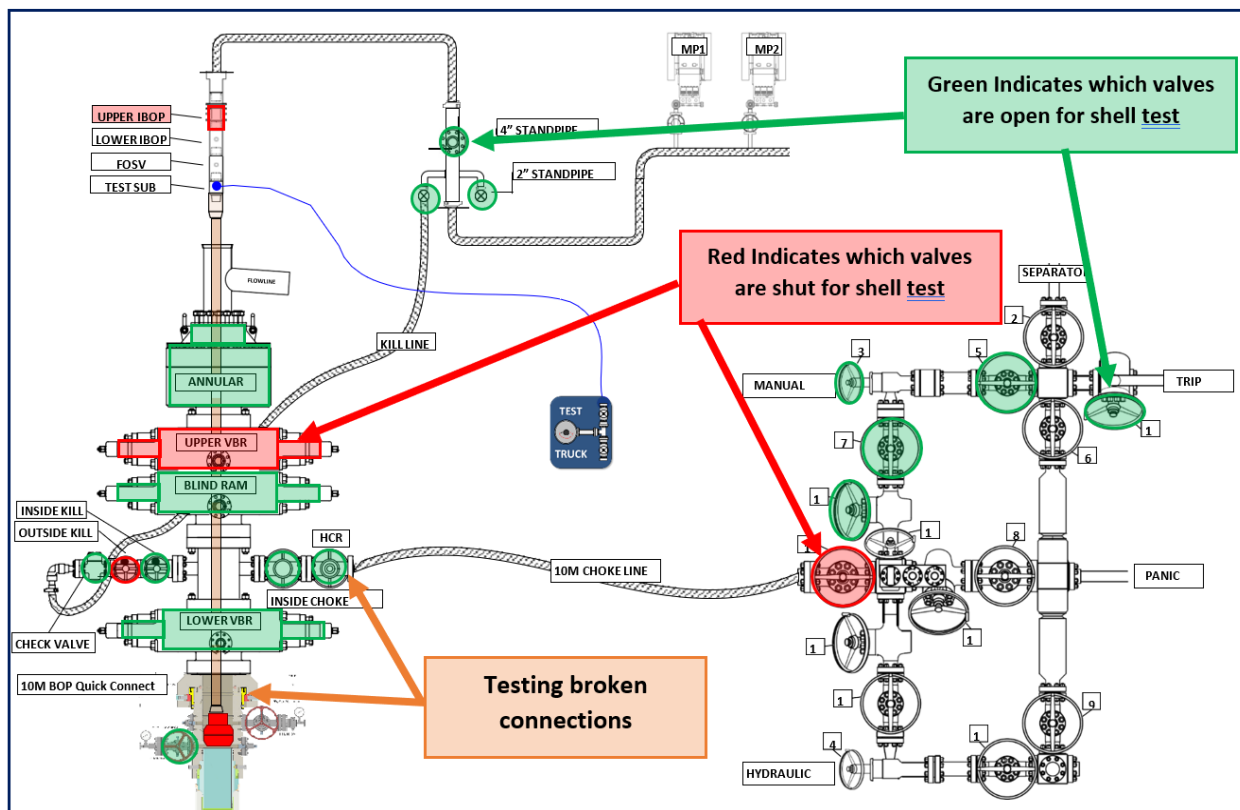 MP1
MP2
Green Indicates which valves
are open for shell test
UPPER IBOP
LOWER IBOP
FOSV
TEST SUB
4" STANDPIPE
2" STANDPIPE
Red Indicates which valves
are shut for shell test
FLOWLINE
SEPARATO
KILL LINE
2
3
5
MANUAL
TRIP
ANNULAR
1
TEST
TRUCK
UPPER VBR
7
6
BLIND RAM
INSIDE KILL
OUTSIDE KILL
1
1
HCR
1
8
10M CHOKE LINE
PANIC
INSIDE CHOKE
LOWER VBR
1
1
CHECK VALVE
10M BOP Quick Connect
Testing broken
connections
1
9
1
4
HYDRAULIC